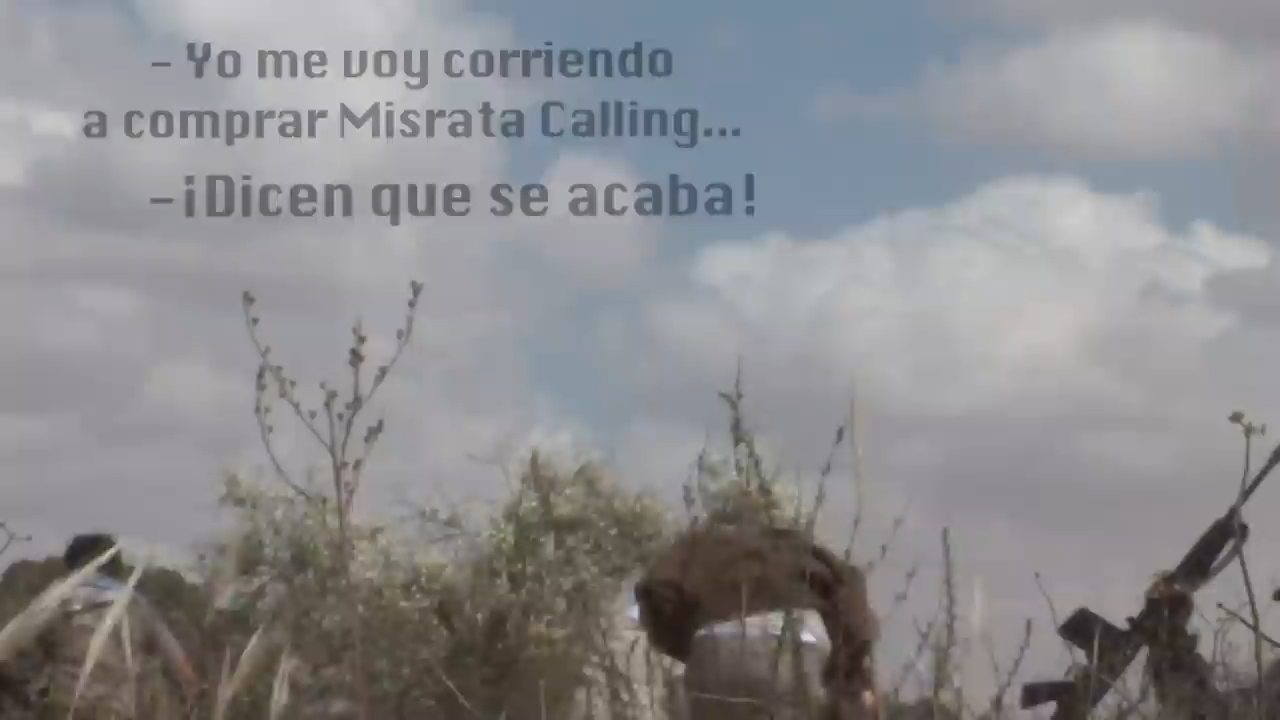 - Yo me voy corriendo
a comprar Misrata Calling...
-¡Dicen que se acaba!